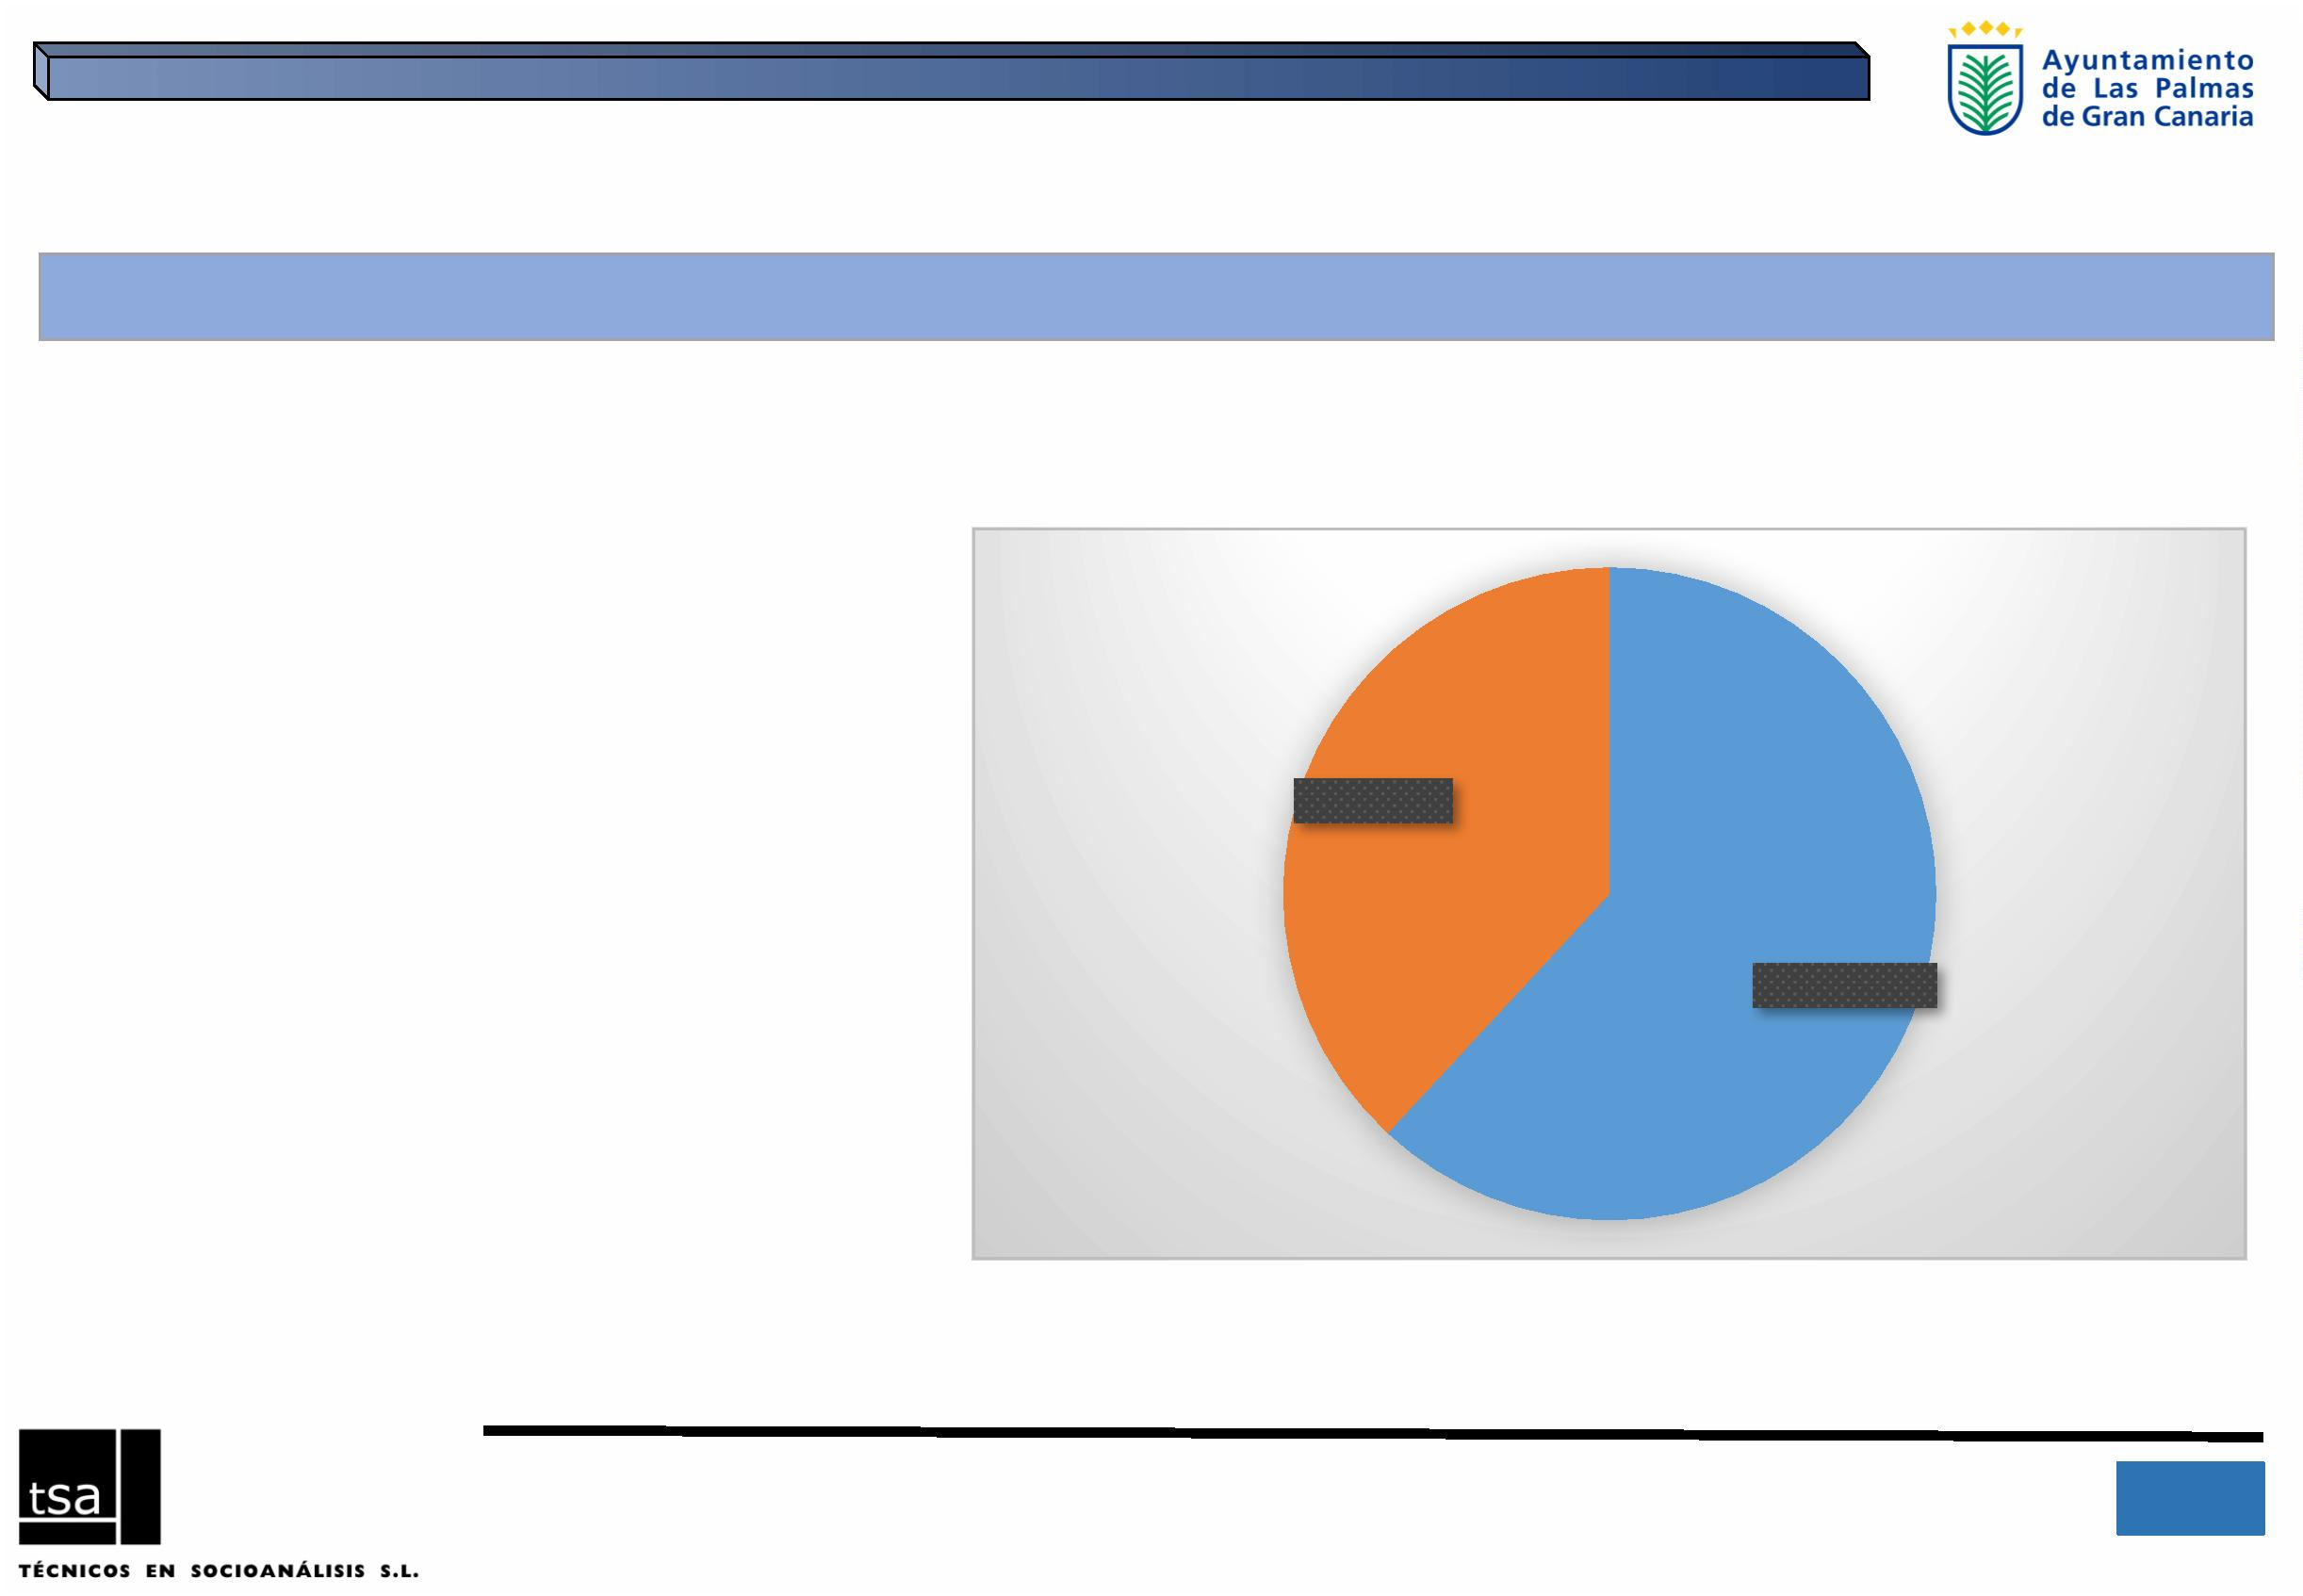 Ayuntamiento
de Las Palmas
de Gran Canaria
tsa
TÉCNICOS EN SOCIOANÁLISIS S.L.